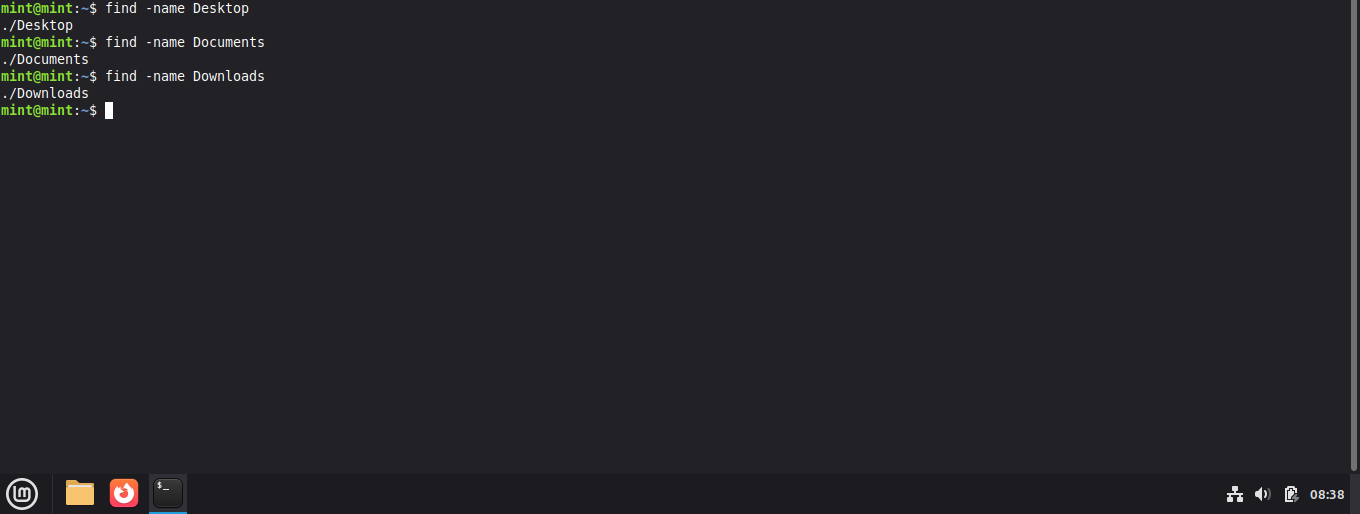 mint@mint:~$ find -name Desktop
./Desktop
mint@mint:~$ find -name Documents
./Documents
mint@mint:~$ find -name Downloads
./Downloads
mint@mint:~$
$_
08:38